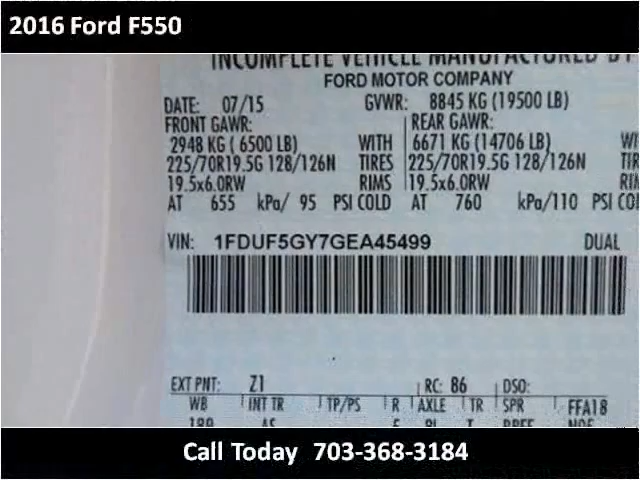 2016 Ford F550
INCOMPLETE VEHICLE MANUFACTURED BY
FORD MOTOR COMPANY
DATE: 07/15 GVWR: 8845 KG (19500 LB)
FRONT GAWR: REAR GAWR:
2948 KG ( 6500 LB) WITH 6671 KG (14706 LB)
225/70R19.5G 128/126N TIRES 225/70R19.5G 128/126N
19.5x6.0RW RIMS 19.5x6.0RW
AT 655 kPa/ 95 PSI COLD AT 760 kPa/110 PSI
VIN: 1FDUF5GY7GEA45499 DUAL
EXT PNT: Z1 RC: 86 DSO:
WB INT TR TP/PS R AXLE TR SPR FFA18
Call Today 703-368-3184